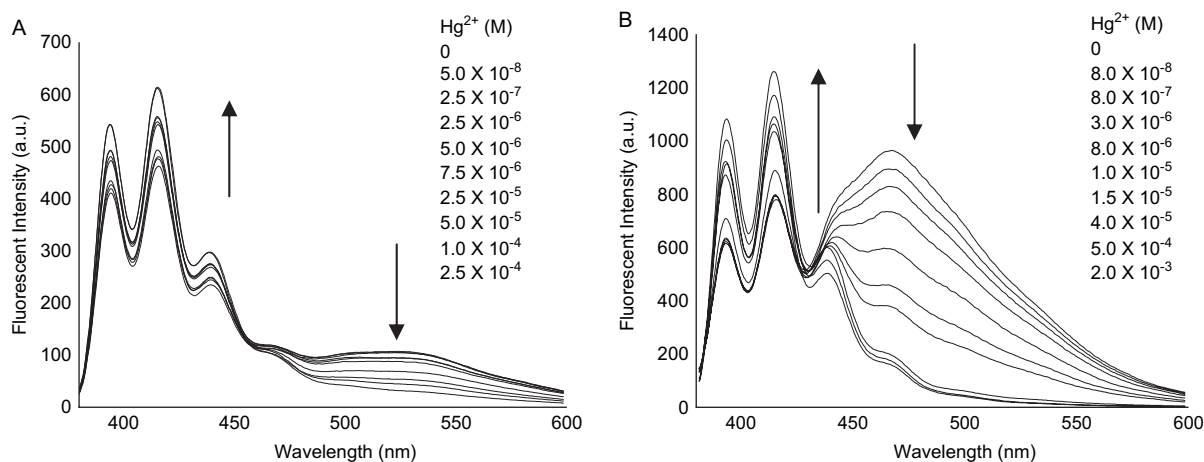 A
Fluorescent Intensity (a.u.)
700
600
500
400
300
200
100
0
400
450
500
550
600
Wavelength (nm)
Hg²⁺ (M)
0
5.0 X 10⁻⁸
2.5 X 10⁻⁷
2.5 X 10⁻⁶
5.0 X 10⁻⁶
7.5 X 10⁻⁶
2.5 X 10⁻⁵
5.0 X 10⁻⁵
1.0 X 10⁻⁴
2.5 X 10⁻⁴
B
Fluorescent Intensity (a.u.)
1400
1200
1000
800
600
400
200
0
400
450
500
550
600
Wavelength (nm)
Hg²⁺ (M)
0
8.0 X 10⁻⁸
8.0 X 10⁻⁷
3.0 X 10⁻⁶
8.0 X 10⁻⁶
1.0 X 10⁻⁵
1.5 X 10⁻⁵
4.0 X 10⁻⁵
5.0 X 10⁻⁴
2.0 X 10⁻³